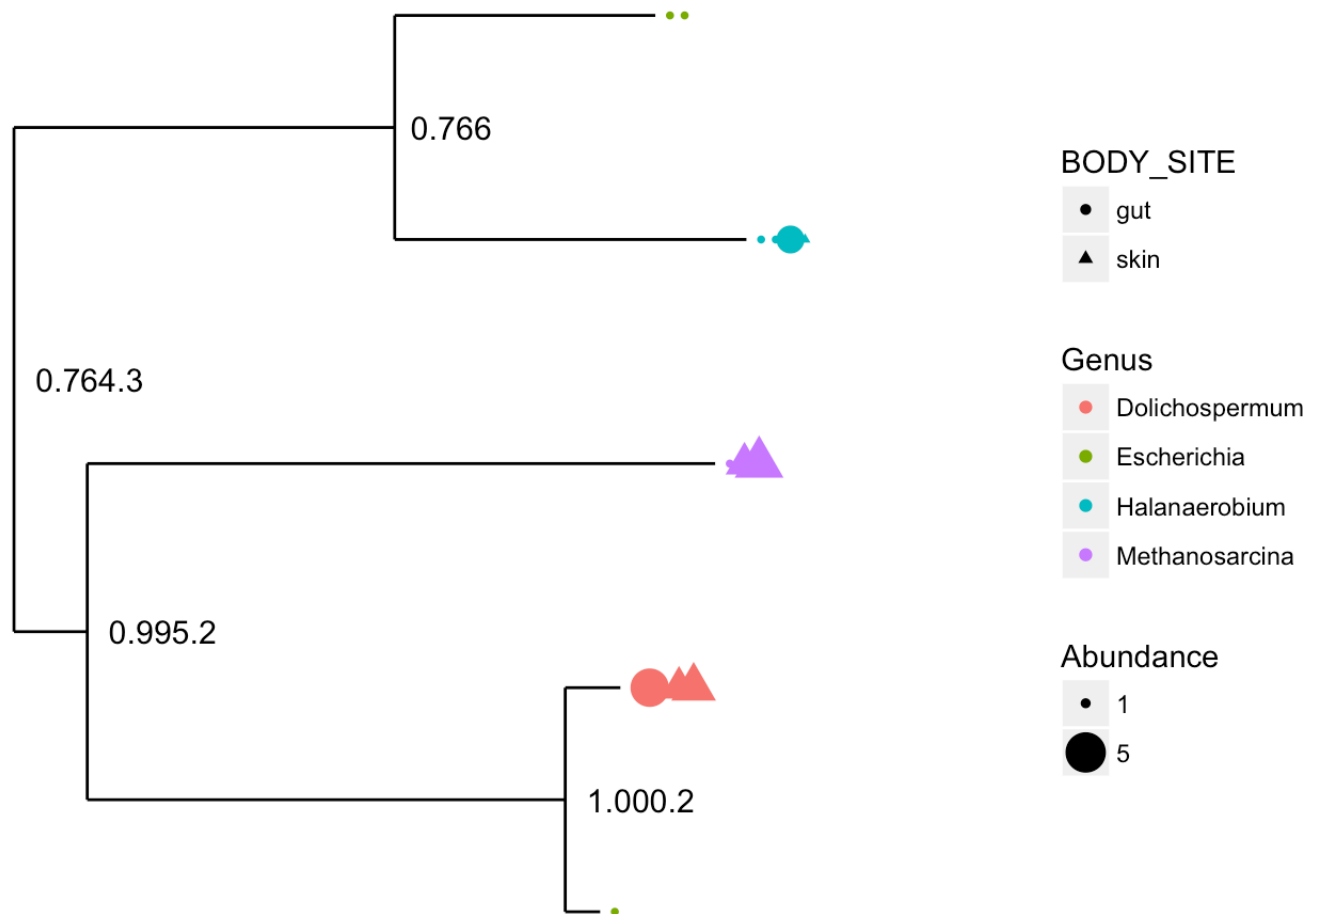 0.766
0.764.3
0.995.2
1.000.2
BODY_SITE
gut
skin
Genus
Dolichospermum
Escherichia
Halanaerobium
Methanosarcina
Abundance
1
5